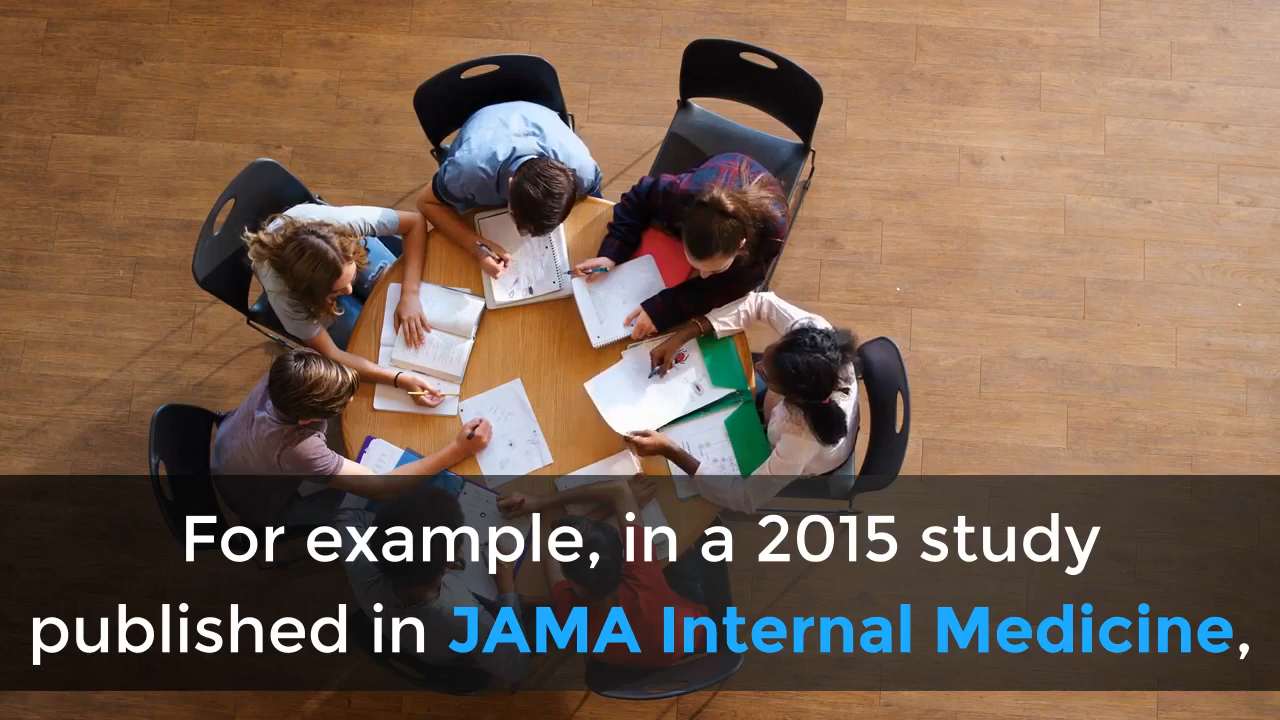 For example, in a 2015 study
published in JAMA Internal Medicine,